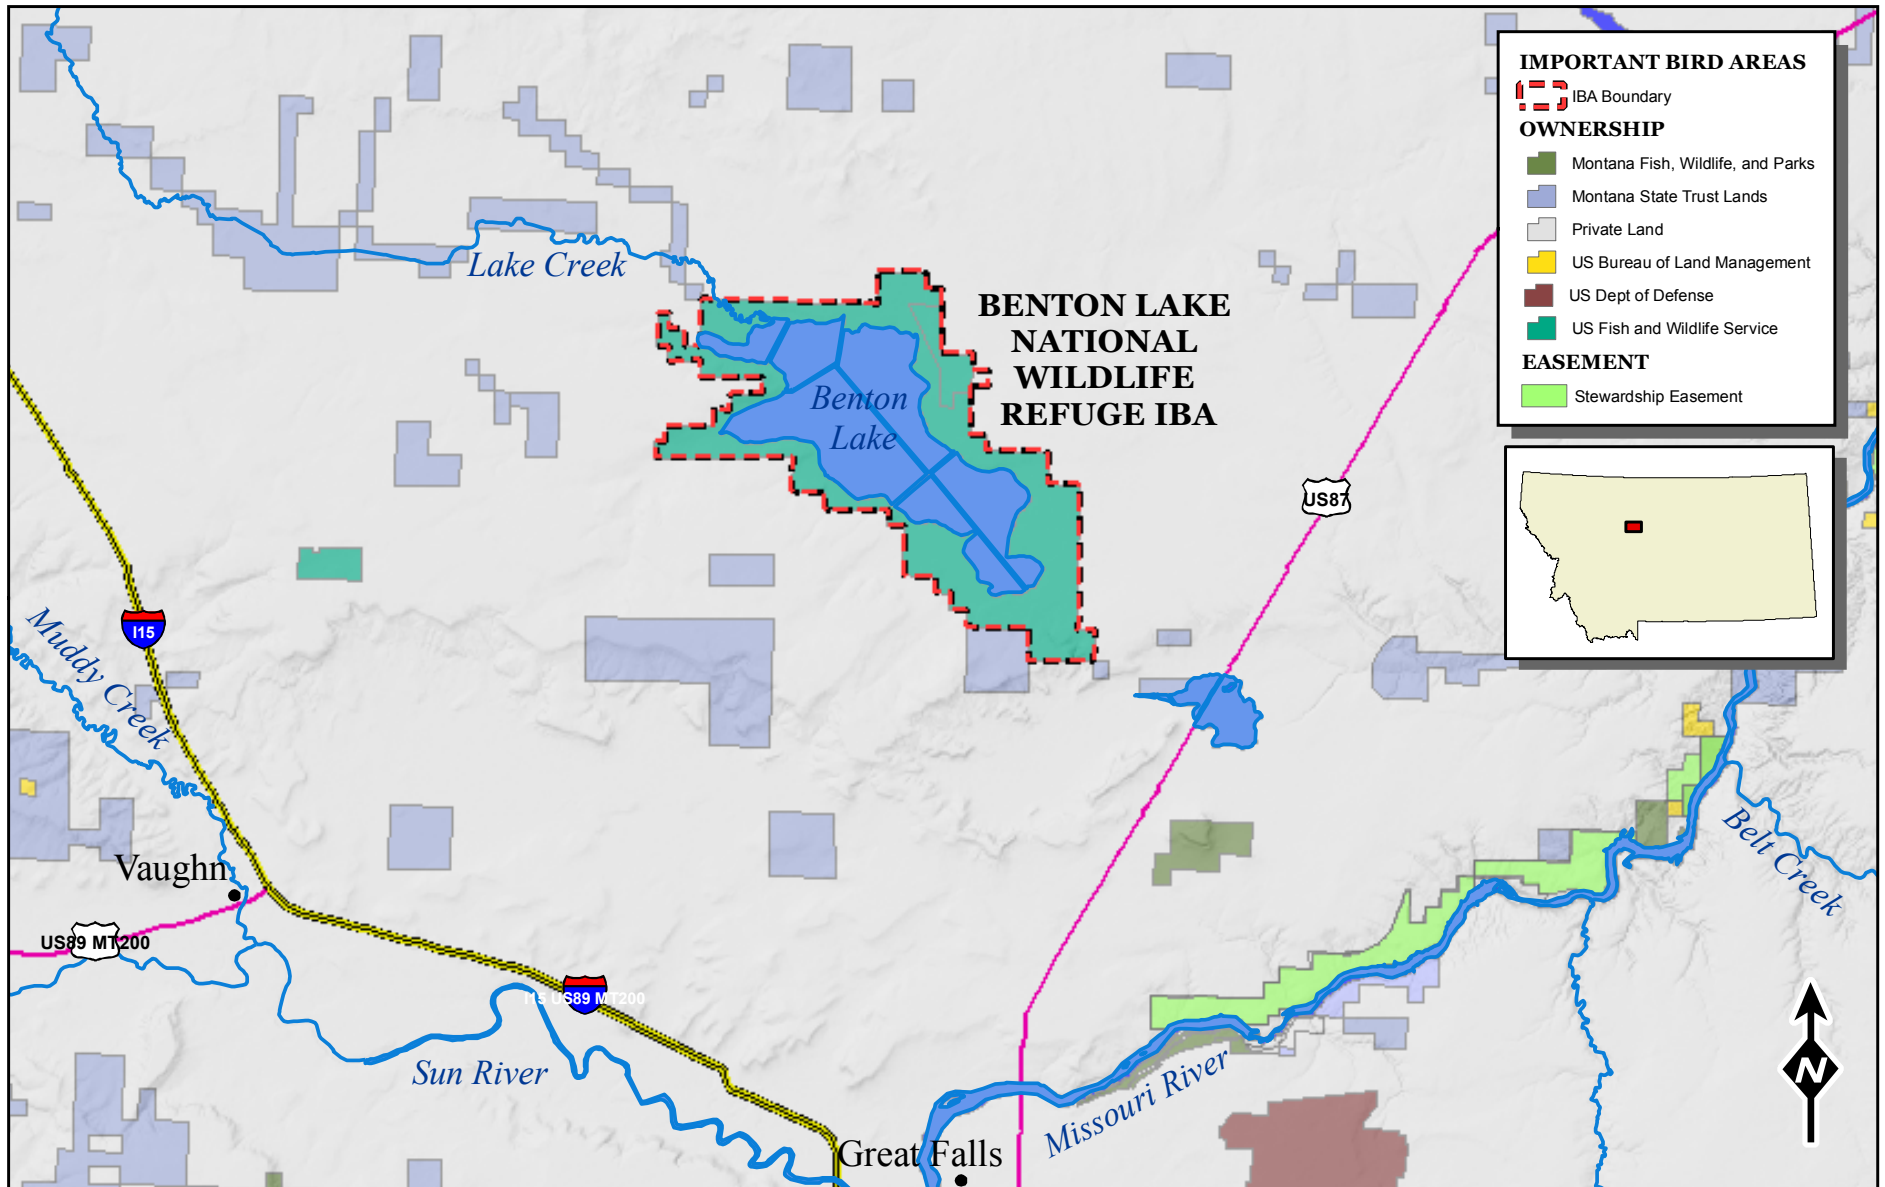 IMPORTANT BIRD AREAS
IBA Boundary
OWNERSHIP
Montana Fish, Wildlife, and Parks
Montana State Trust Lands
Private Land
US Bureau of Land Management
US Dept of Defense
US Fish and Wildlife Service
EASEMENT
Stewardship Easement
Lake Creek
BENTON LAKE
NATIONAL
WILDLIFE
REFUGE IBA
Benton
Lake
US87
I15
Muddy Creek
Vaughn
US89 MT200
I15 US89 MT200
Sun River
Belt Creek
Missouri River
Great Falls
N